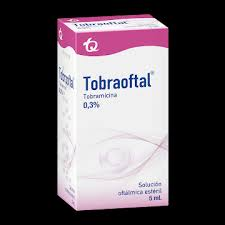 Tobraoftal®
Tobramicina
0,3%
Solución
oftálmica estéril
5 mL